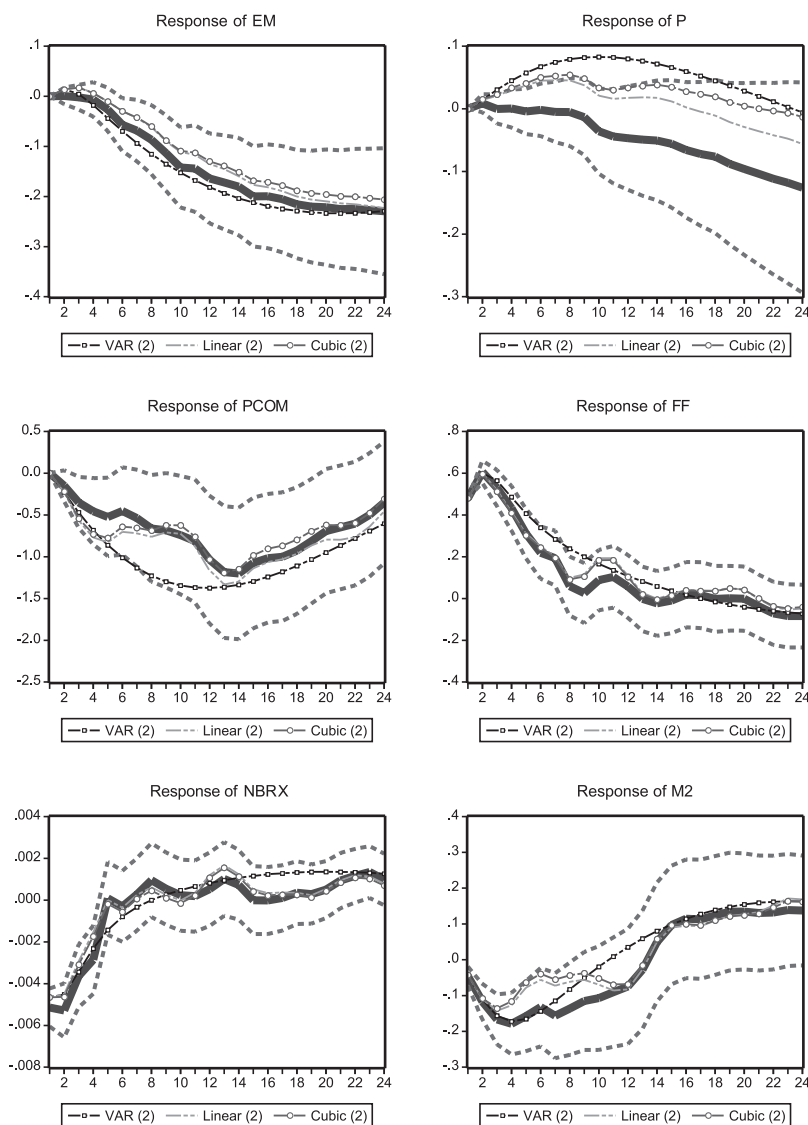 Response of EM
.1
.0
-.1
-.2
-.3
-.4
2 4 6 8 10 12 14 16 18 20 22 24
VAR (2) Linear (2) Cubic (2)
Response of P
.1
.0
-.1
-.2
-.3
2 4 6 8 10 12 14 16 18 20 22 24
VAR (2) Linear (2) Cubic (2)
Response of PCOM
0.5
0.0
-0.5
-1.0
-1.5
-2.0
-2.5
2 4 6 8 10 12 14 16 18 20 22 24
VAR (2) Linear (2) Cubic (2)
Response of FF
.8
.6
.4
.2
.0
-.2
-.4
2 4 6 8 10 12 14 16 18 20 22 24
VAR (2) Linear (2) Cubic (2)
Response of NBRX
.004
.002
.000
-.002
-.004
-.006
-.008
2 4 6 8 10 12 14 16 18 20 22 24
VAR (2) Linear (2) Cubic (2)
Response of M2
.4
.3
.2
.1
.0
-.1
-.2
-.3
2 4 6 8 10 12 14 16 18 20 22 24
VAR (2) Linear (2) Cubic (2)